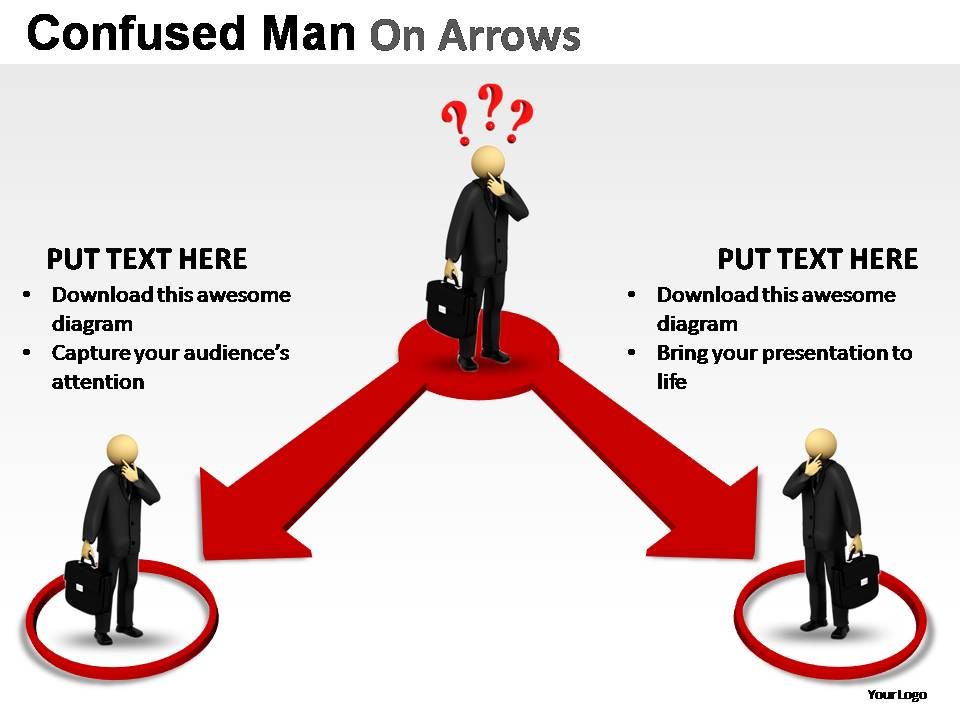 Confused Man On Arrows
? ? ?
PUT TEXT HERE
• Download this awesome
diagram
• Capture your audience’s
attention
PUT TEXT HERE
• Download this awesome
diagram
• Bring your presentation to
life
Your Logo